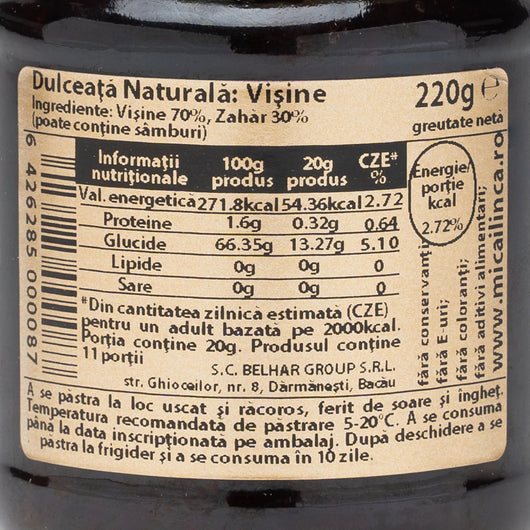 Dulceață Naturală: Vișine
220g ℮
Ingrediente: Vișine 70%, Zahăr 30%
(poate conține sâmburi)
greutate netă
Informații nutriționale 100g produs 20g produs CZE* %
Val. energetică 271.8kcal 54.36kcal 2.72
Proteine 1.6g 0.32g 0.64
Glucide 66.35g 13.27g 5.10
Lipide 0g 0g 0
Sare 0g 0g 0
*Din cantitatea zilnică estimată (CZE)
pentru un adult bazată pe 2000kcal.
Porția conține 20g. Produsul conține
11 porții
S.C. BELHAR GROUP S.R.L.
str. Ghioceilor, nr. 8, Dărmănești, Bacău
Energie/
porție
kcal
2.72%
fără conservanți;
fără E-uri;
fără coloranți;
fără aditivi alimentari;
www.micailinca.ro
6 426285 000087
A se păstra la loc uscat și răcoros, ferit de soare și îngheț.
Temperatura recomandată de păstrare 5-20°C. A se consuma
până la data inscripționată pe ambalaj. După deschidere a se
păstra la frigider și a se consuma în 10 zile.